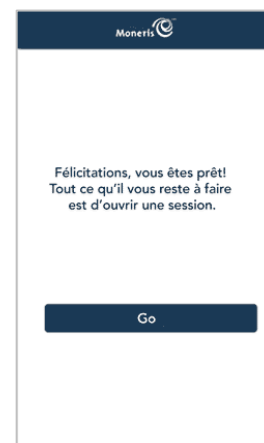 Moneris
Félicitations, vous êtes prêt!
Tout ce qu'il vous reste à faire
est d'ouvrir une session.
Go